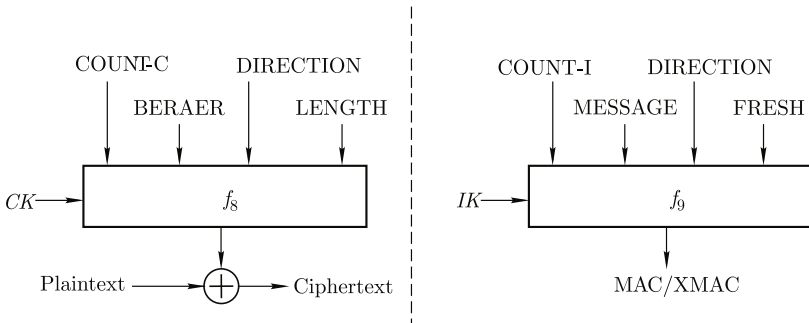 COUNT-C DIRECTION
BERAER LENGTH
CK
f8
Plaintext Ciphertext
COUNT-I DIRECTION
MESSAGE FRESH
IK
f9
MAC/XMAC